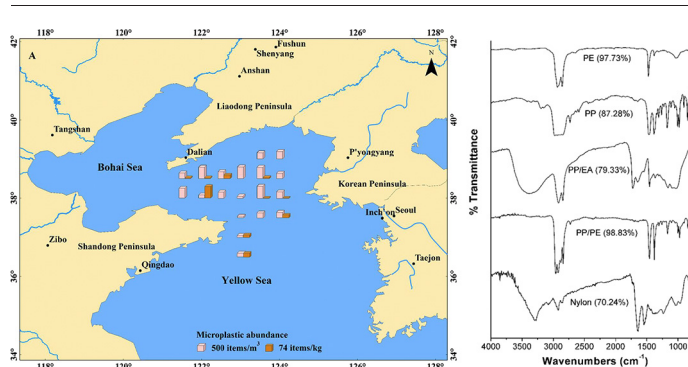 118° 120° 122° 124° 126° 128°
42° 42°
A
N
Fushun
Shenyang
Anshan
Liaodong Peninsula
40° 40°
Tangshan
Dalian
P'yongyang
Bohai Sea
Korean Peninsula
38° 38°
Inch'on Seoul
Zibo
Shandong Peninsula
Qingdao
Taejon
36° 36°
Yellow Sea
Microplastic abundance
500 items/m³ 74 items/kg
34° 34°
118° 120° 122° 124° 126° 128°
% Transmittance
PE (97.73%)
PP (87.28%)
PP/EA (79.33%)
PP/PE (98.83%)
Nylon (70.24%)
4000 3500 3000 2500 2000 1500 1000
Wavenumbers (cm⁻¹)